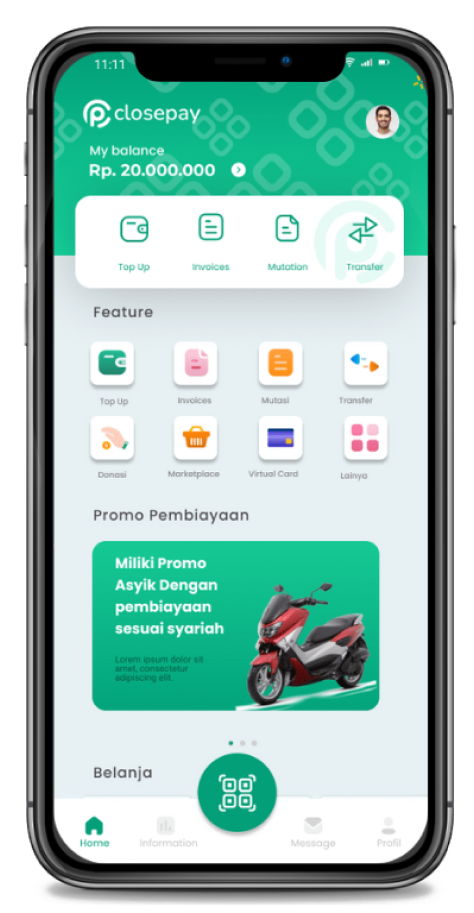 11:11
closepay
My balance
Rp. 20.000.000
Top Up
Invoices
Mutation
Transfer
Feature
Top Up
Invoices
Mutasi
Transfer
Donasi
Marketplace
Virtual Card
Lainya
Promo Pembiayaan
Miliki Promo
Asyik Dengan
pembiayaan
sesuai syariah
Lorem ipsum dolor sit
amet, consectetur
adipiscing elit.
Belanja
Home
Information
Message
Profil